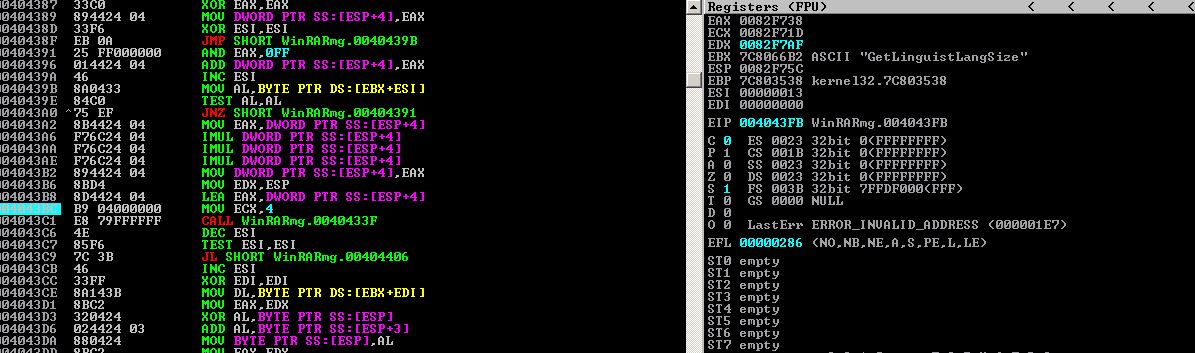 00404387 33C0 XOR EAX,EAX
00404389 894424 04 MOV DWORD PTR SS:[ESP+4],EAX
0040438D 33F6 XOR ESI,ESI
0040438F EB 0A JMP SHORT WinRARmg.0040439B
00404391 25 FF000000 AND EAX,0FF
00404396 014424 04 ADD DWORD PTR SS:[ESP+4],EAX
0040439A 46 INC ESI
0040439B 8A0433 MOV AL,BYTE PTR DS:[EBX+ESI]
0040439E 84C0 TEST AL,AL
004043A0 ^75 EF JNZ SHORT WinRARmg.00404391
004043A2 8B4424 04 MOV EAX,DWORD PTR SS:[ESP+4]
004043A6 F76C24 04 IMUL DWORD PTR SS:[ESP+4]
004043AA F76C24 04 IMUL DWORD PTR SS:[ESP+4]
004043AE F76C24 04 IMUL DWORD PTR SS:[ESP+4]
004043B2 894424 04 MOV DWORD PTR SS:[ESP+4],EAX
004043B6 8BD4 MOV EDX,ESP
004043B8 8D4424 04 LEA EAX,DWORD PTR SS:[ESP+4]
004043BC B9 04000000 MOV ECX,4
004043C1 E8 79FFFFFF CALL WinRARmg.0040433F
004043C6 4E DEC ESI
004043C7 85F6 TEST ESI,ESI
004043C9 7C 3B JL SHORT WinRARmg.00404406
004043CB 46 INC ESI
004043CC 33FF XOR EDI,EDI
004043CE 8A143B MOV DL,BYTE PTR DS:[EBX+EDI]
004043D1 8BC2 MOV EAX,EDX
004043D3 320424 XOR AL,BYTE PTR SS:[ESP]
004043D6 024424 03 ADD AL,BYTE PTR SS:[ESP+3]
004043DA 880424 MOV BYTE PTR SS:[ESP],AL
004043DD 8BC2 MOV EAX,EDX
Registers (FPU) < < < < <
EAX 0082F738
ECX 0082F71D
EDX 0082F7AF
EBX 7C8066B2 ASCII "GetLinguistLangSize"
ESP 0082F75C
EBP 7C803538 kernel32.7C803538
ESI 00000013
EDI 00000000
EIP 004043FB WinRARmg.004043FB
C 0 ES 0023 32bit 0(FFFFFFFF)
P 1 CS 001B 32bit 0(FFFFFFFF)
A 0 SS 0023 32bit 0(FFFFFFFF)
Z 0 DS 0023 32bit 0(FFFFFFFF)
S 1 FS 003B 32bit 7FFDF000(FFF)
T 0 GS 0000 NULL
D 0
O 0 LastErr ERROR_INVALID_ADDRESS (000001E7)
EFL 00000286 (NO,NB,NE,A,S,PE,L,LE)
ST0 empty
ST1 empty
ST2 empty
ST3 empty
ST4 empty
ST5 empty
ST6 empty
ST7 empty